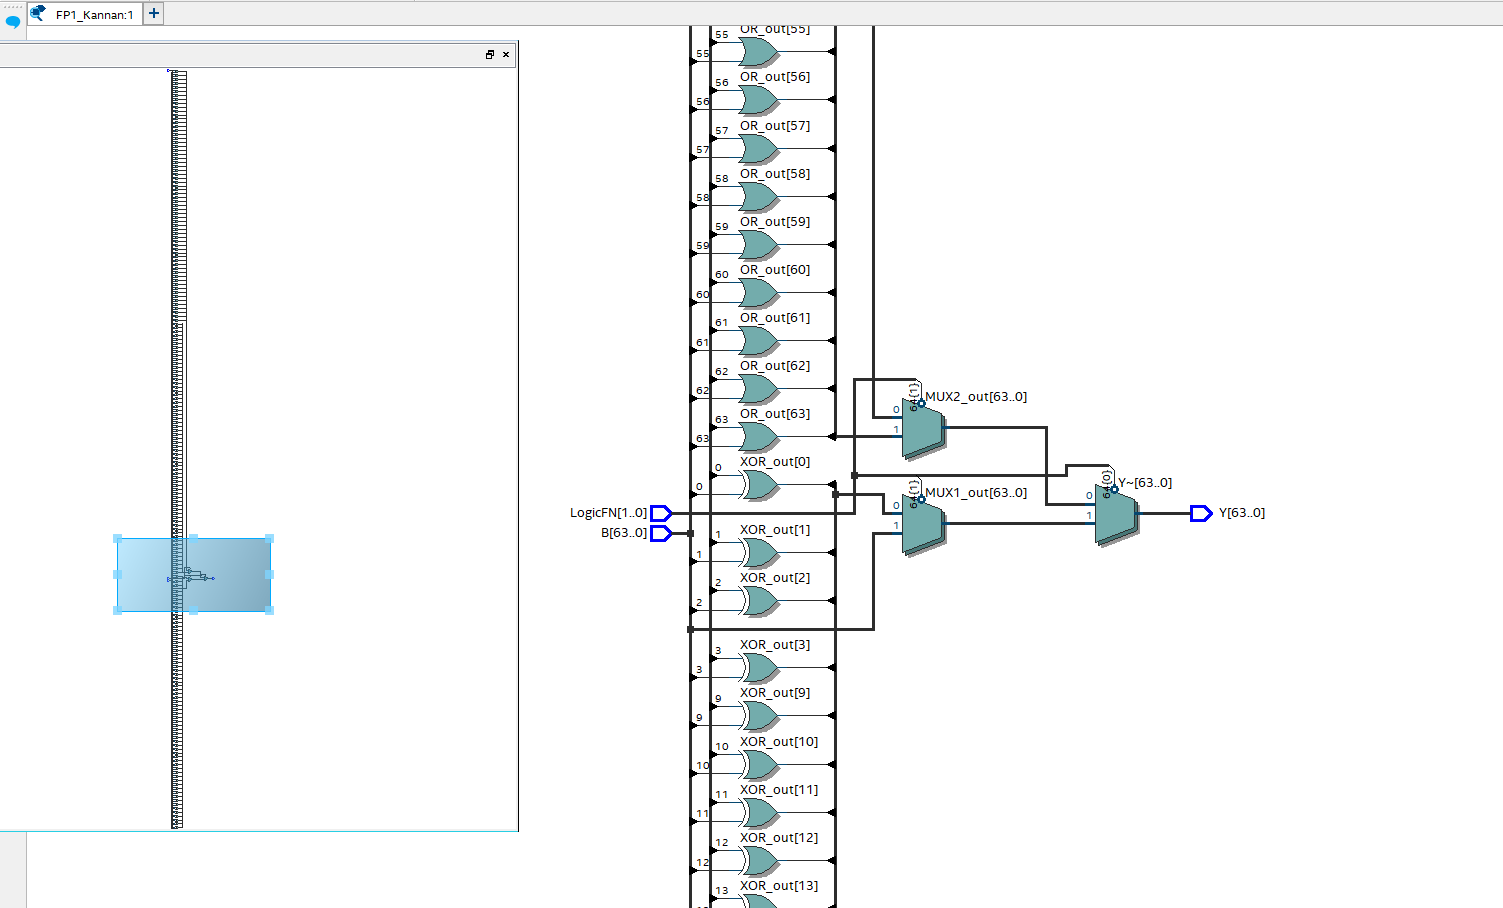 FP1_Kannan:1
OR_out[55]
55
55
OR_out[56]
56
56
OR_out[57]
57
57
OR_out[58]
58
58
OR_out[59]
59
59
OR_out[60]
60
60
OR_out[61]
61
61
OR_out[62]
62
62
OR_out[63]
63
63
XOR_out[0]
0
0
64{1}
MUX2_out[63..0]
0
1
64{1}
MUX1_out[63..0]
0
1
64{0}
Y~[63..0]
0
1
LogicFN[1..0]
B[63..0]
Y[63..0]
XOR_out[1]
1
1
XOR_out[2]
2
2
XOR_out[3]
3
3
XOR_out[9]
9
9
XOR_out[10]
10
10
XOR_out[11]
11
11
XOR_out[12]
12
12
XOR_out[13]
13